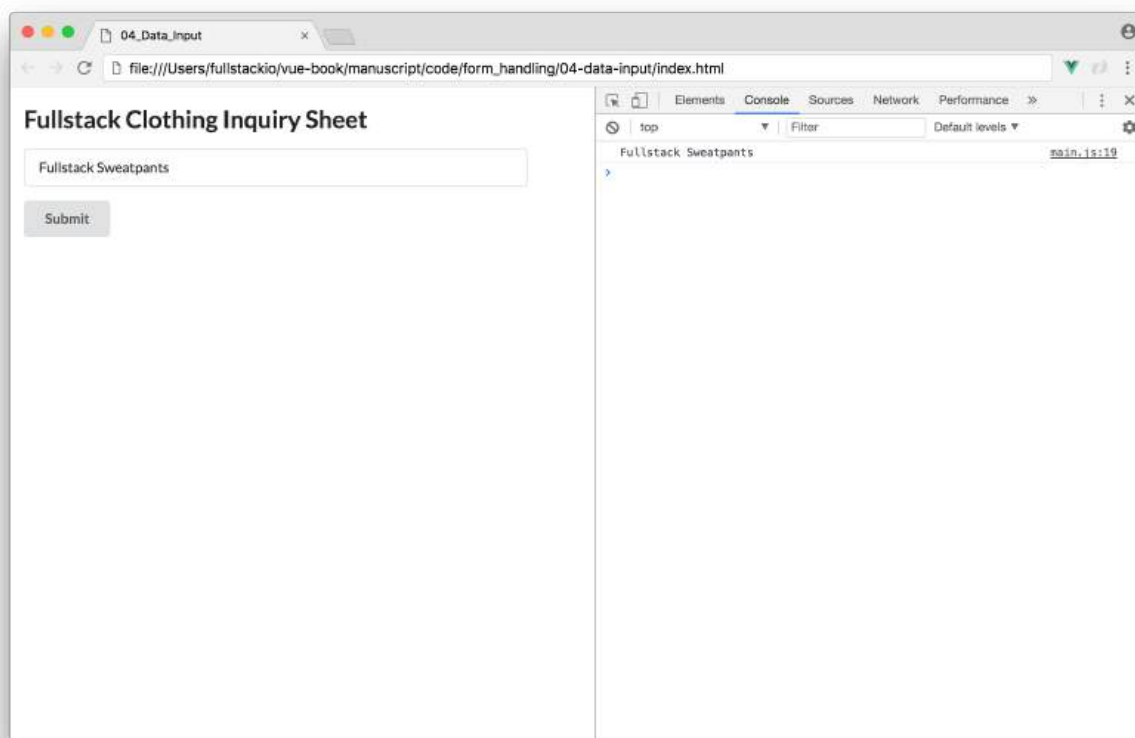 04_Data_Input
file:///Users/fullstackio/vue-book/manuscript/code/form_handling/04-data-input/index.html
Fullstack Clothing Inquiry Sheet
Fullstack Sweatpants
Submit
Elements Console Sources Network Performance »
top Filter Default levels
Fullstack Sweatpants main.js:19